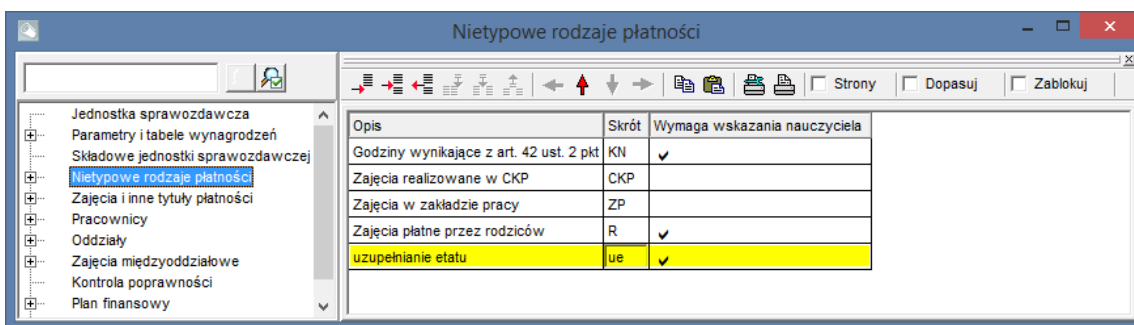 Nietypowe rodzaje płatności
Strony Dopasuj Zablokuj
Jednostka sprawozdawcza
Parametry i tabele wynagrodzeń
Składowe jednostki sprawozdawczej
Nietypowe rodzaje płatności
Zajęcia i inne tytuły płatności
Pracownicy
Oddziały
Zajęcia międzyoddziałowe
Kontrola poprawności
Plan finansowy
Opis Skrót Wymaga wskazania nauczyciela
Godziny wynikające z art. 42 ust. 2 pkt KN
Zajęcia realizowane w CKP CKP
Zajęcia w zakładzie pracy ZP
Zajęcia płatne przez rodziców R
uzupełnianie etatu ue